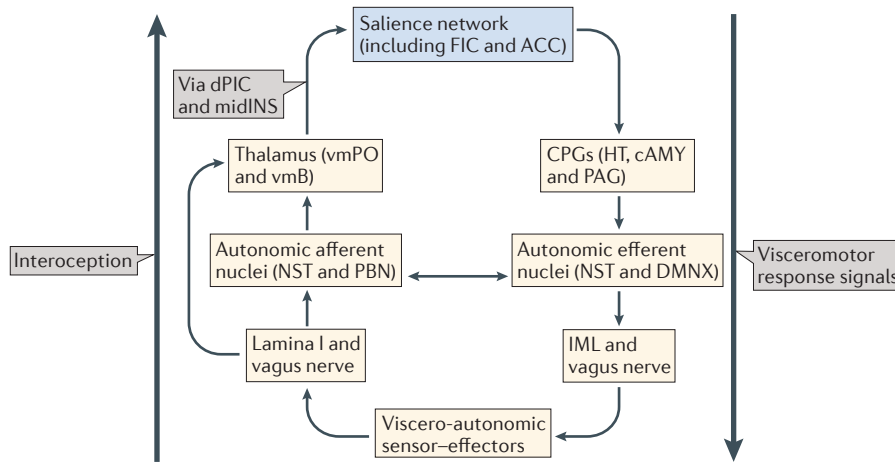 Salience network
(including FIC and ACC)
Via dPIC
and midINS
Thalamus (vmPO
and vmB)
CPGs (HT, cAMY
and PAG)
Interoception
Autonomic afferent
nuclei (NST and PBN)
Autonomic efferent
nuclei (NST and DMNX)
Visceromotor
response signals
Lamina I and
vagus nerve
IML and
vagus nerve
Viscero-autonomic
sensor–effectors